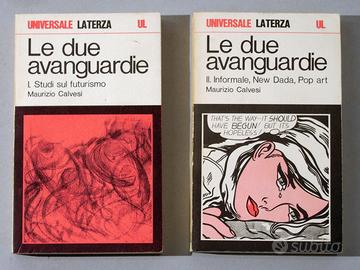 UNIVERSALE LATERZA UL
Le due
avanguardie
I. Studi sul futurismo
Maurizio Calvesi
UNIVERSALE LATERZA UL
Le due
avanguardie
II. Informale, New Dada, Pop art
Maurizio Calvesi
THAT'S THE WAY—IT SHOULD
HAVE BEGUN! BUT IT'S
HOPELESS!
subito